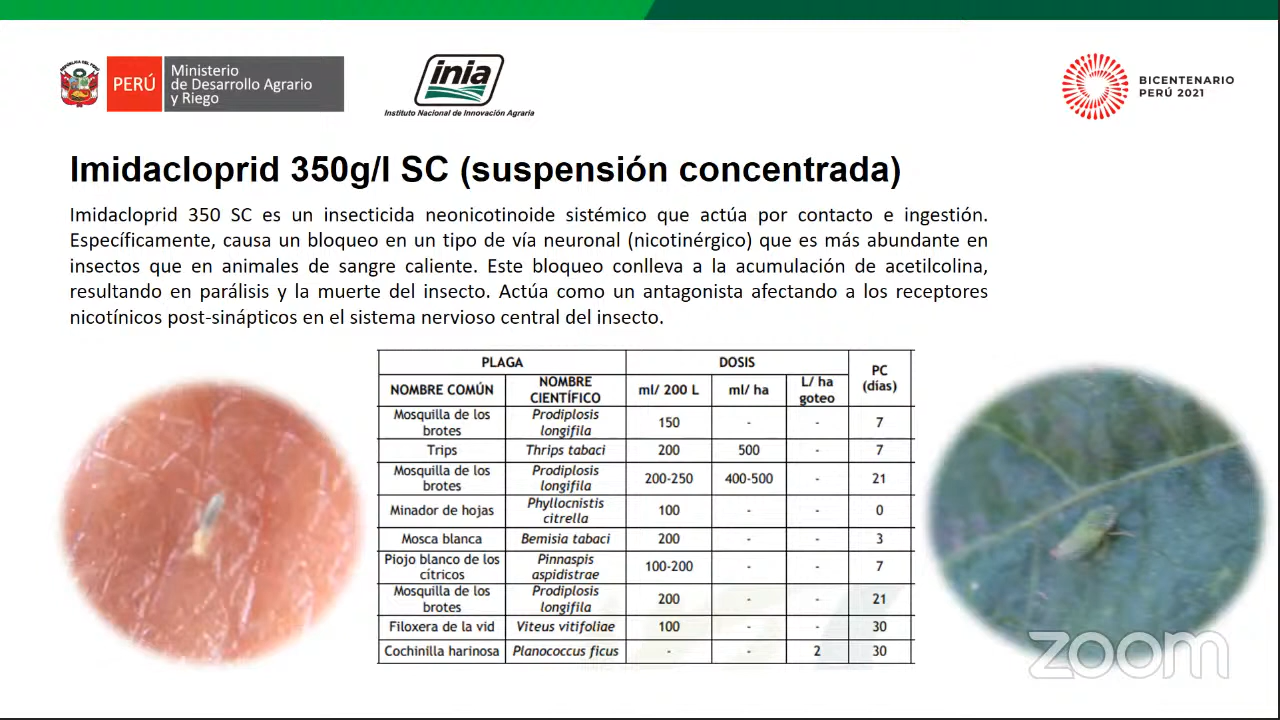 REPÚBLICA DEL PERÚ
PERÚ
Ministerio
de Desarrollo Agrario
y Riego
inia
Instituto Nacional de Innovación Agraria
BICENTENARIO
PERÚ 2021
Imidacloprid 350g/l SC (suspensión concentrada)
Imidacloprid 350 SC es un insecticida neonicotinoide sistémico que actúa por contacto e ingestión.
Específicamente, causa un bloqueo en un tipo de vía neuronal (nicotinérgico) que es más abundante en
insectos que en animales de sangre caliente. Este bloqueo conlleva a la acumulación de acetilcolina,
resultando en parálisis y la muerte del insecto. Actúa como un antagonista afectando a los receptores
nicotínicos post-sinápticos en el sistema nervioso central del insecto.
PLAGA DOSIS PC (días)
NOMBRE COMÚN NOMBRE CIENTÍFICO ml/ 200 L ml/ ha L/ ha goteo
Mosquilla de los brotes Prodiplosis longifila 150 - - 7
Trips Thrips tabaci 200 500 - 7
Mosquilla de los brotes Prodiplosis longifila 200-250 400-500 - 21
Minador de hojas Phyllocnistis citrella 100 - - 0
Mosca blanca Bemisia tabaci 200 - - 3
Piojo blanco de los cítricos Pinnaspis aspidistrae 100-200 - - 7
Mosquilla de los brotes Prodiplosis longifila 200 - - 21
Filoxera de la vid Viteus vitifoliae 100 - - 30
Cochinilla harinosa Planococcus ficus - - 2 30
zoom